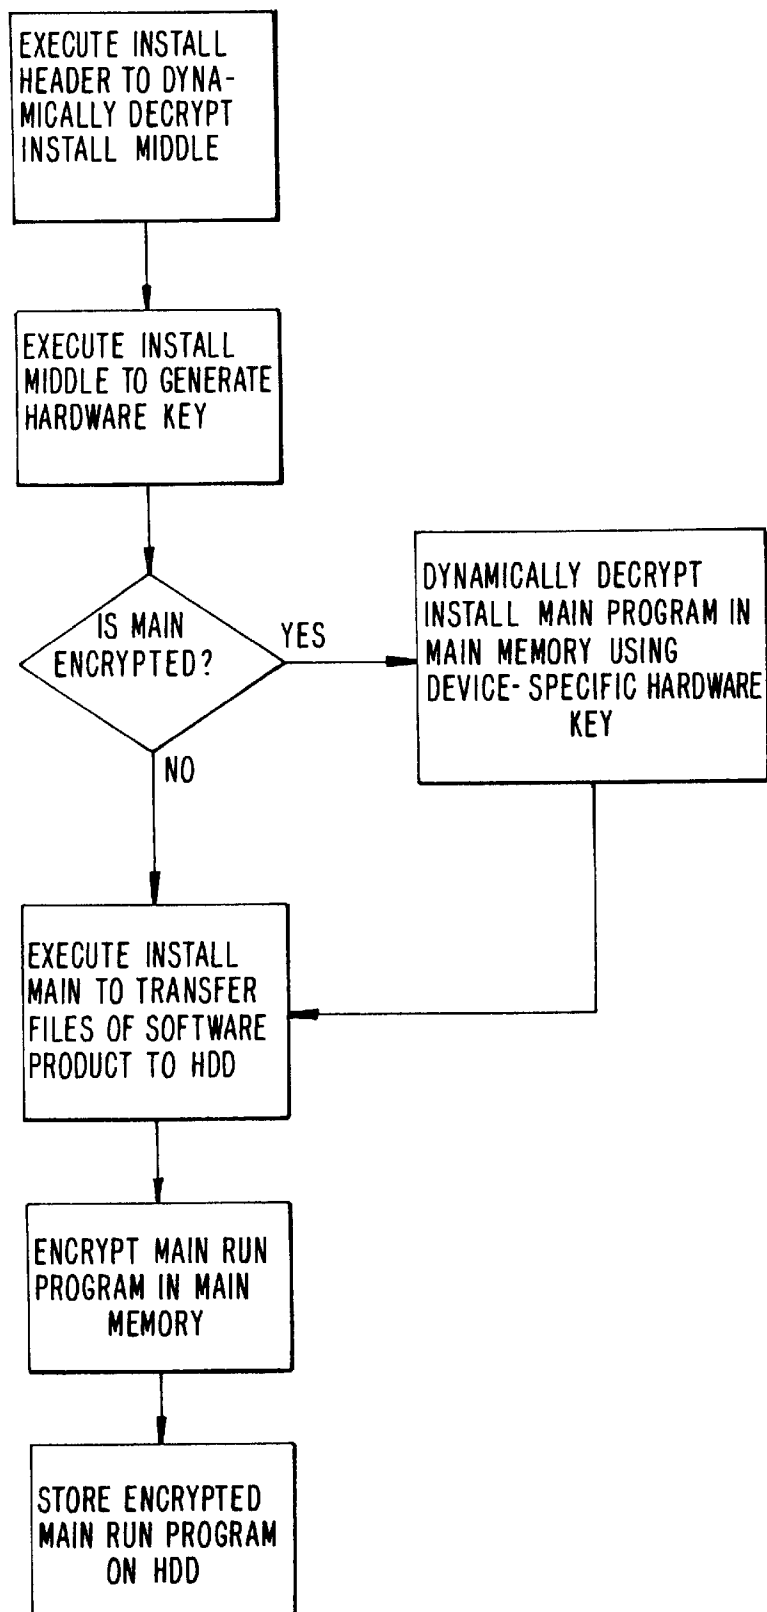 EXECUTE INSTALL
HEADER TO DYNA-
MICALLY DECRYPT
INSTALL MIDDLE
EXECUTE INSTALL
MIDDLE TO GENERATE
HARDWARE KEY
IS MAIN
ENCRYPTED?
YES
DYNAMICALLY DECRYPT
INSTALL MAIN PROGRAM IN
MAIN MEMORY USING
DEVICE-SPECIFIC HARDWARE
KEY
NO
EXECUTE INSTALL
MAIN TO TRANSFER
FILES OF SOFTWARE
PRODUCT TO HDD
ENCRYPT MAIN RUN
PROGRAM IN MAIN
MEMORY
STORE ENCRYPTED
MAIN RUN PROGRAM
ON HDD